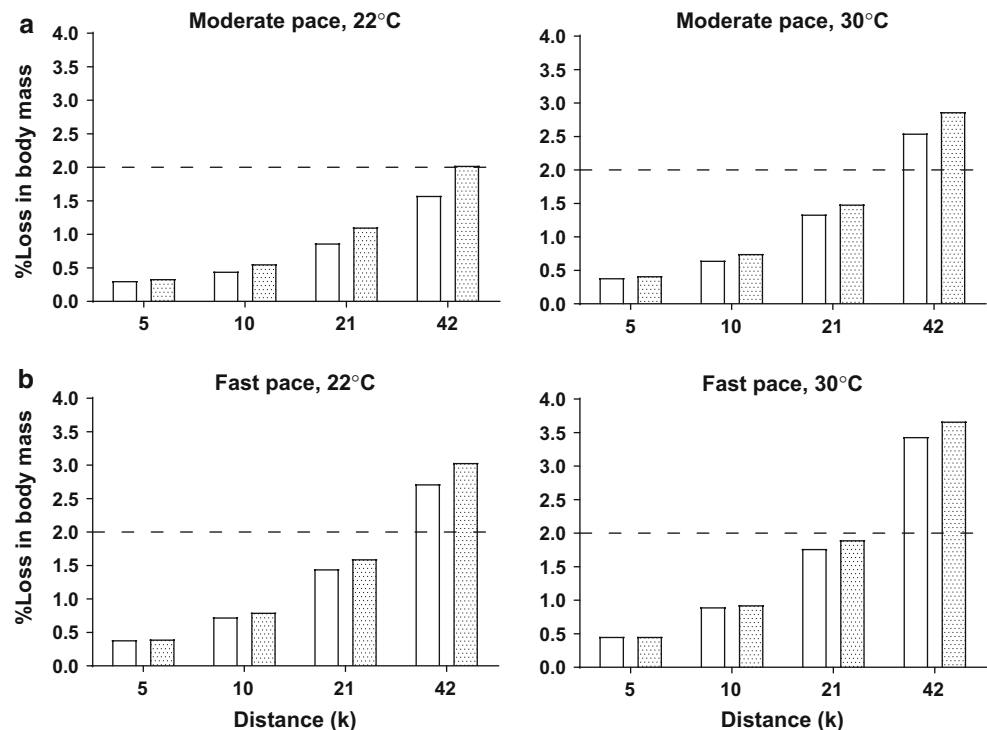 a
Moderate pace, 22°C
%Loss in body mass
4.0
3.5
3.0
2.5
2.0
1.5
1.0
0.5
0.0
5 10 21 42
Moderate pace, 30°C
4.0
3.5
3.0
2.5
2.0
1.5
1.0
0.5
0.0
5 10 21 42
b
Fast pace, 22°C
%Loss in body mass
4.0
3.5
3.0
2.5
2.0
1.5
1.0
0.5
0.0
5 10 21 42
Distance (k)
Fast pace, 30°C
4.0
3.5
3.0
2.5
2.0
1.5
1.0
0.5
0.0
5 10 21 42
Distance (k)